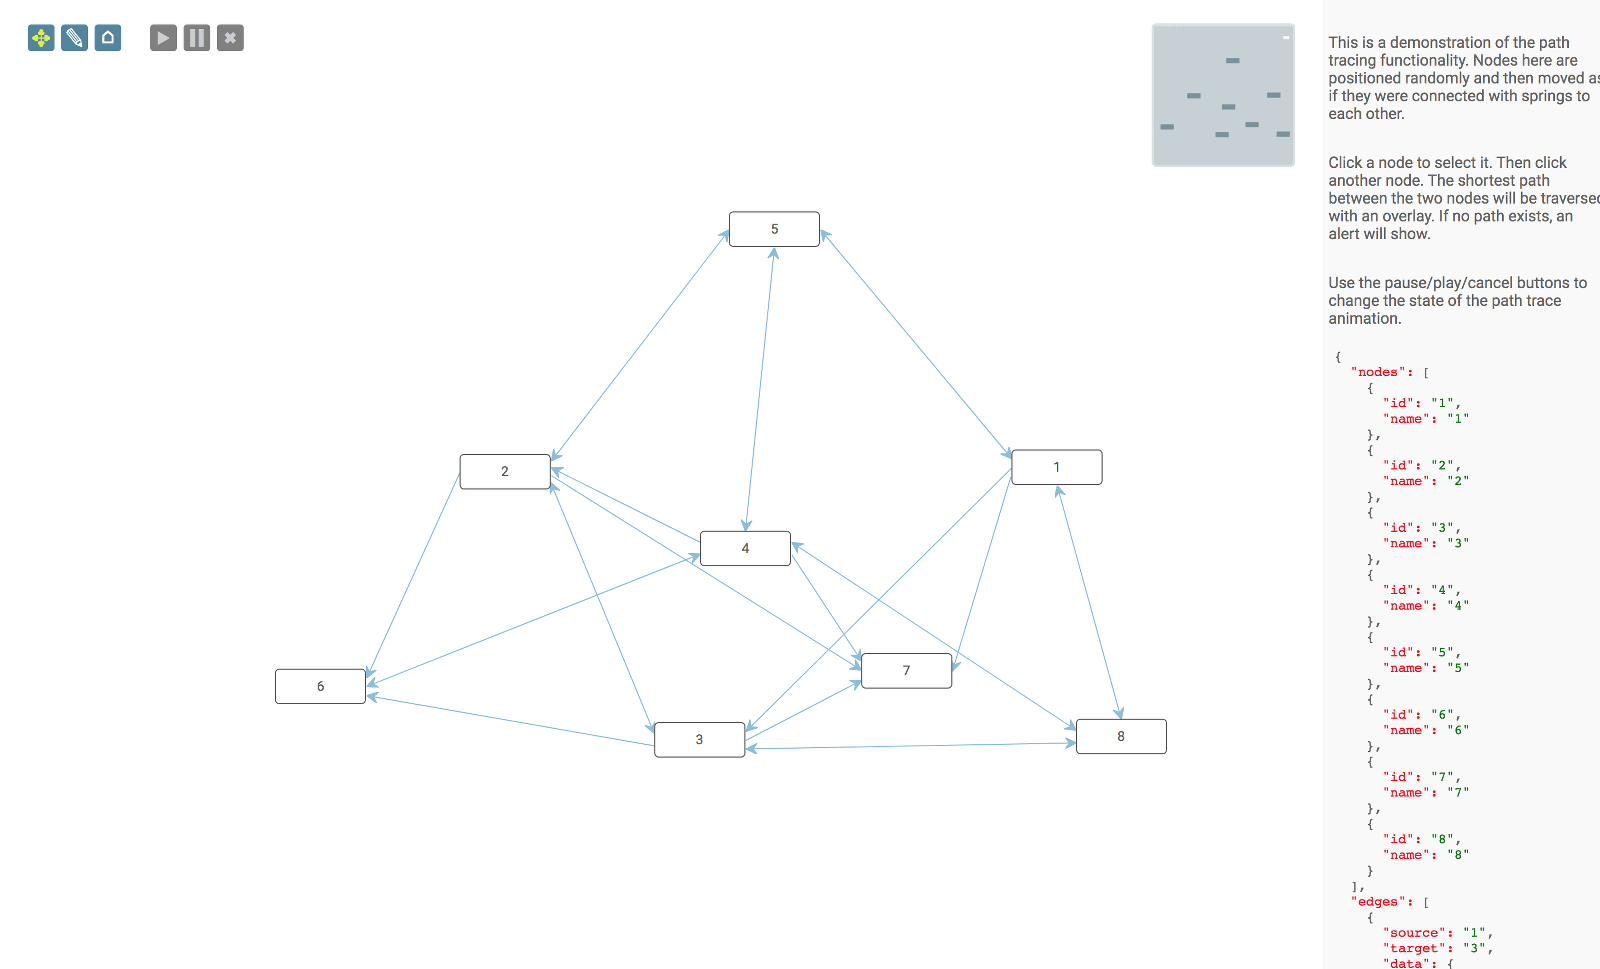 This is a demonstration of the path
tracing functionality. Nodes here are
positioned randomly and then moved as
if they were connected with springs to
each other.
Click a node to select it. Then click
another node. The shortest path
between the two nodes will be traversed
with an overlay. If no path exists, an
alert will show.
Use the pause/play/cancel buttons to
change the state of the path trace
animation.
5
2
1
4
7
6
3
8
{
"nodes": [
{
"id": "1",
"name": "1"
},
{
"id": "2",
"name": "2"
},
{
"id": "3",
"name": "3"
},
{
"id": "4",
"name": "4"
},
{
"id": "5",
"name": "5"
},
{
"id": "6",
"name": "6"
},
{
"id": "7",
"name": "7"
},
{
"id": "8",
"name": "8"
}
],
"edges": [
{
"source": "1",
"target": "3",
"data": {